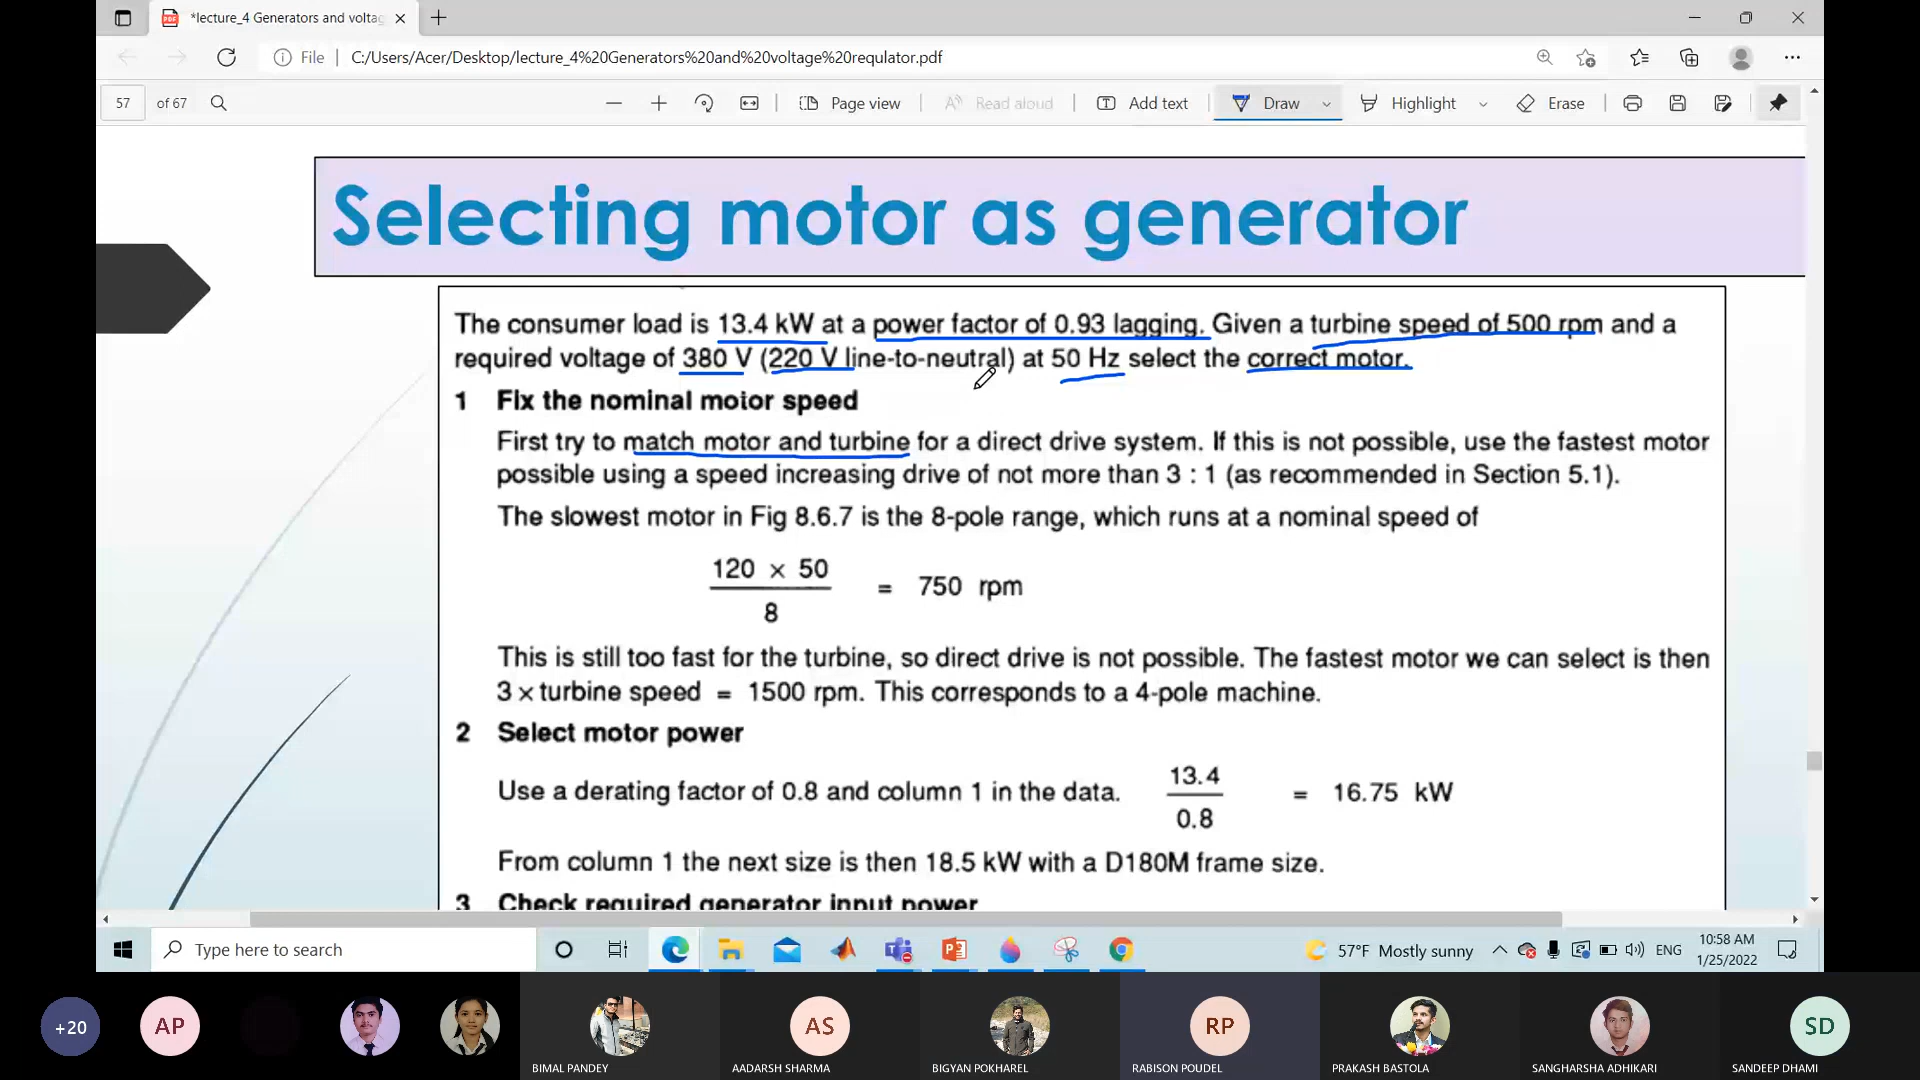 *lecture_4 Generators and volta
File C:/Users/Acer/Desktop/lecture_4%20Generators%20and%20voltage%20requlator.pdf
57 of 67 Page view Read aloud Add text Draw Highlight Erase
Selecting motor as generator
The consumer load is 13.4 kW at a power factor of 0.93 lagging. Given a turbine speed of 500 rpm and a
required voltage of 380 V (220 V line-to-neutral) at 50 Hz select the correct motor.
1 Fix the nominal motor speed
First try to match motor and turbine for a direct drive system. If this is not possible, use the fastest motor
possible using a speed increasing drive of not more than 3 : 1 (as recommended in Section 5.1).
The slowest motor in Fig 8.6.7 is the 8-pole range, which runs at a nominal speed of
120 × 50
= 750 rpm
8
This is still too fast for the turbine, so direct drive is not possible. The fastest motor we can select is then
3 × turbine speed = 1500 rpm. This corresponds to a 4-pole machine.
2 Select motor power
13.4
Use a derating factor of 0.8 and column 1 in the data. = 16.75 kW
0.8
From column 1 the next size is then 18.5 kW with a D180M frame size.
3 Check required generator input power
Type here to search
57°F Mostly sunny ENG
10:58 AM
1/25/2022
+20 AP AS RP SD
BIMAL PANDEY AADARSH SHARMA BIGYAN POKHAREL RABISON POUDEL PRAKASH BASTOLA SANGHARSHA ADHIKARI SANDEEP DHAMI